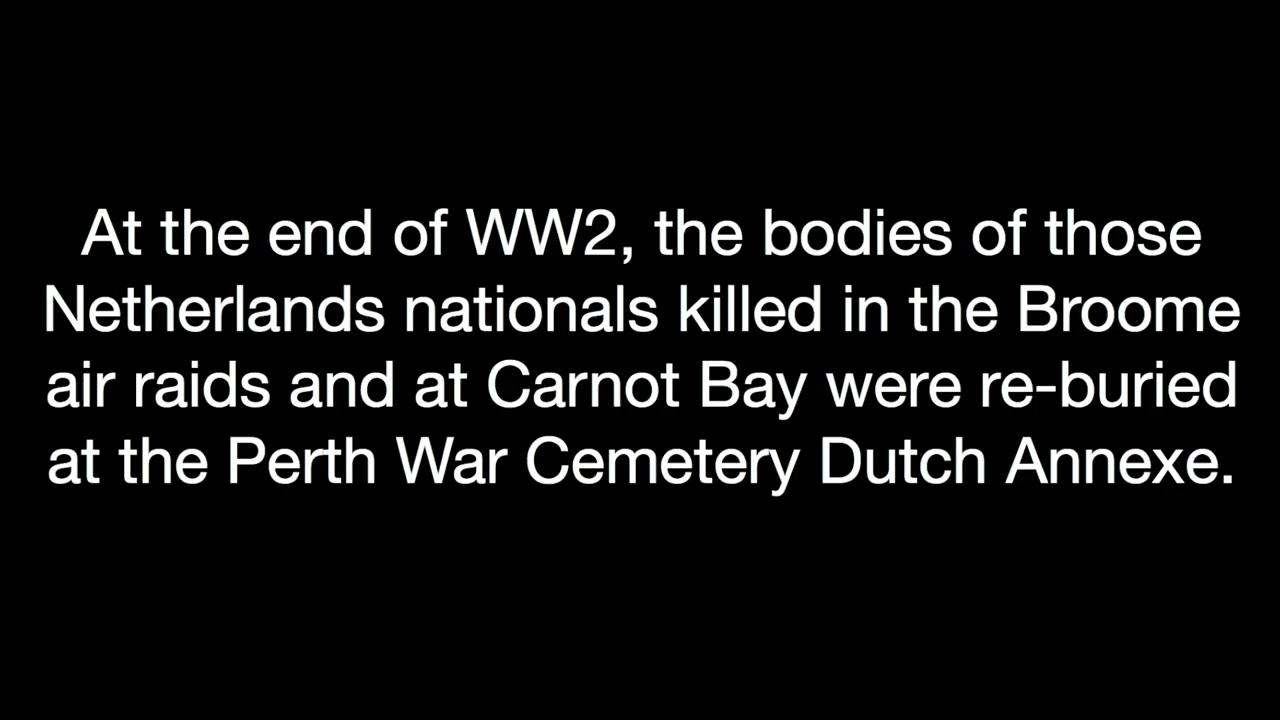 At the end of WW2, the bodies of those
Netherlands nationals killed in the Broome
air raids and at Carnot Bay were re-buried
at the Perth War Cemetery Dutch Annexe.